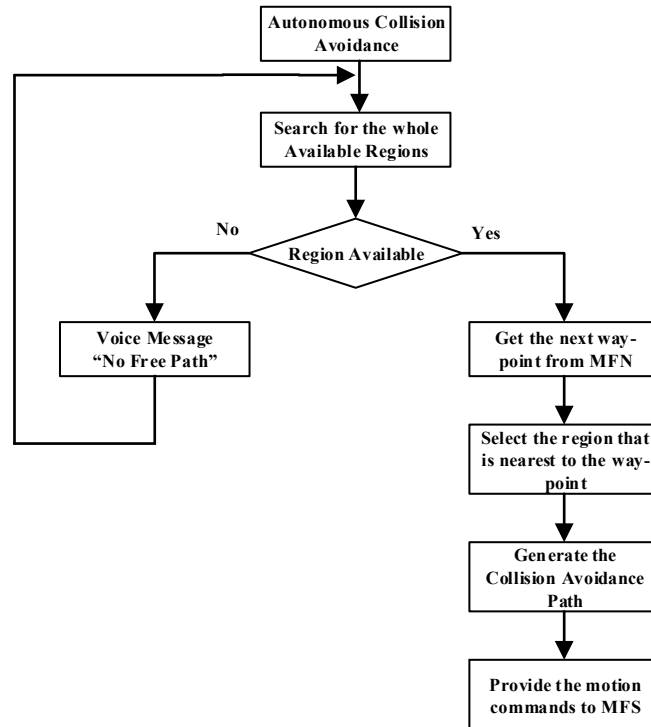 Autonomous Collision
Avoidance
Search for the whole
Available Regions
No
Region Available
Yes
Voice Message
“No Free Path”
Get the next way-
point from MFN
Select the region that
is nearest to the way-
point
Generate the
Collision Avoidance
Path
Provide the motion
commands to MFS